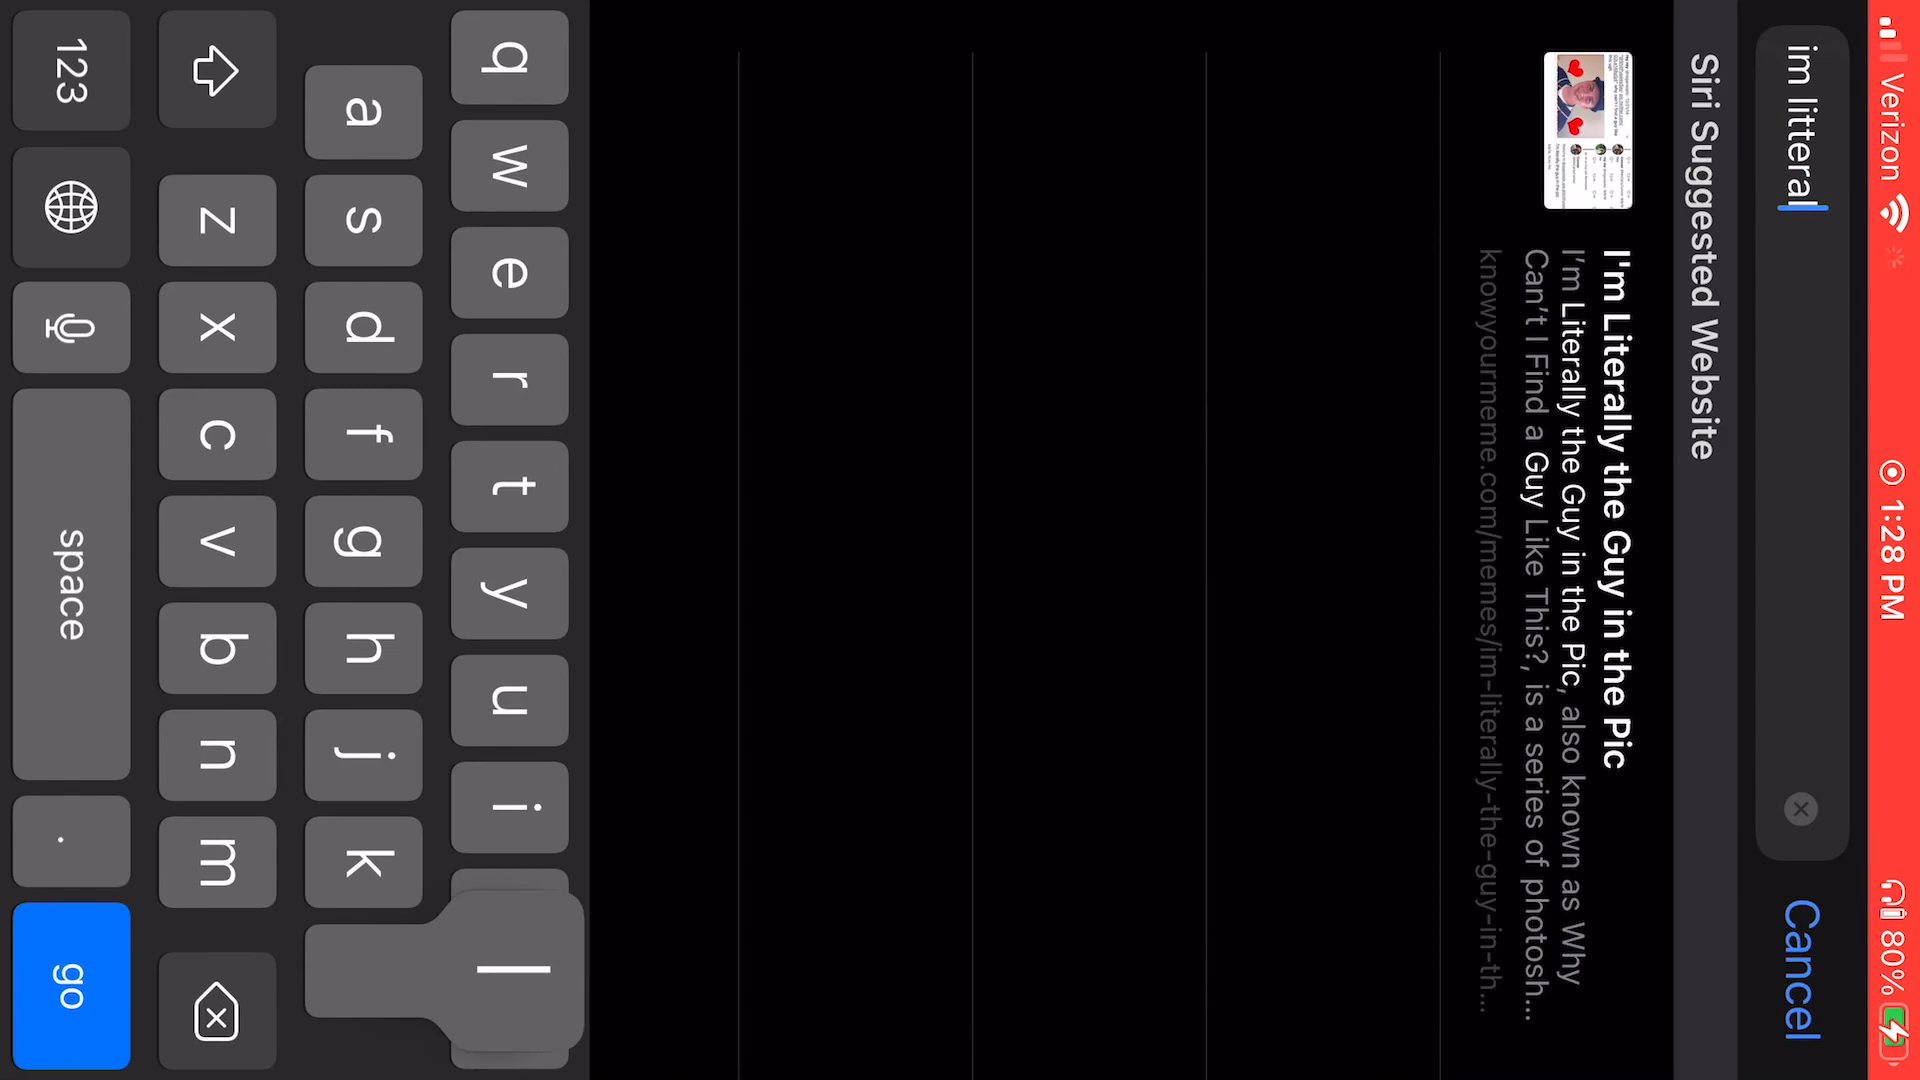 Verizon 1:28 PM 80%
im litteral
Cancel
Siri Suggested Website
I'm Literally the Guy in the Pic
I'm Literally the Guy in the Pic, also known as Why
Can't I Find a Guy Like This?, is a series of photosh...
knowyourmeme.com/memes/im-literally-the-guy-in-th...
q w e r t y u i
a s d f g h j k l
z x c v b n m
123 space . go